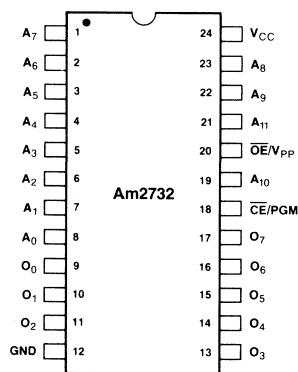 A7 1 24 VCC
A6 2 23 A8
A5 3 22 A9
A4 4 21 A11
A3 5 20 O̅E̅/VPP
A2 6 19 A10
Am2732
A1 7 18 C̅E̅/PGM
A0 8 17 O7
O0 9 16 O6
O1 10 15 O5
O2 11 14 O4
GND 12 13 O3